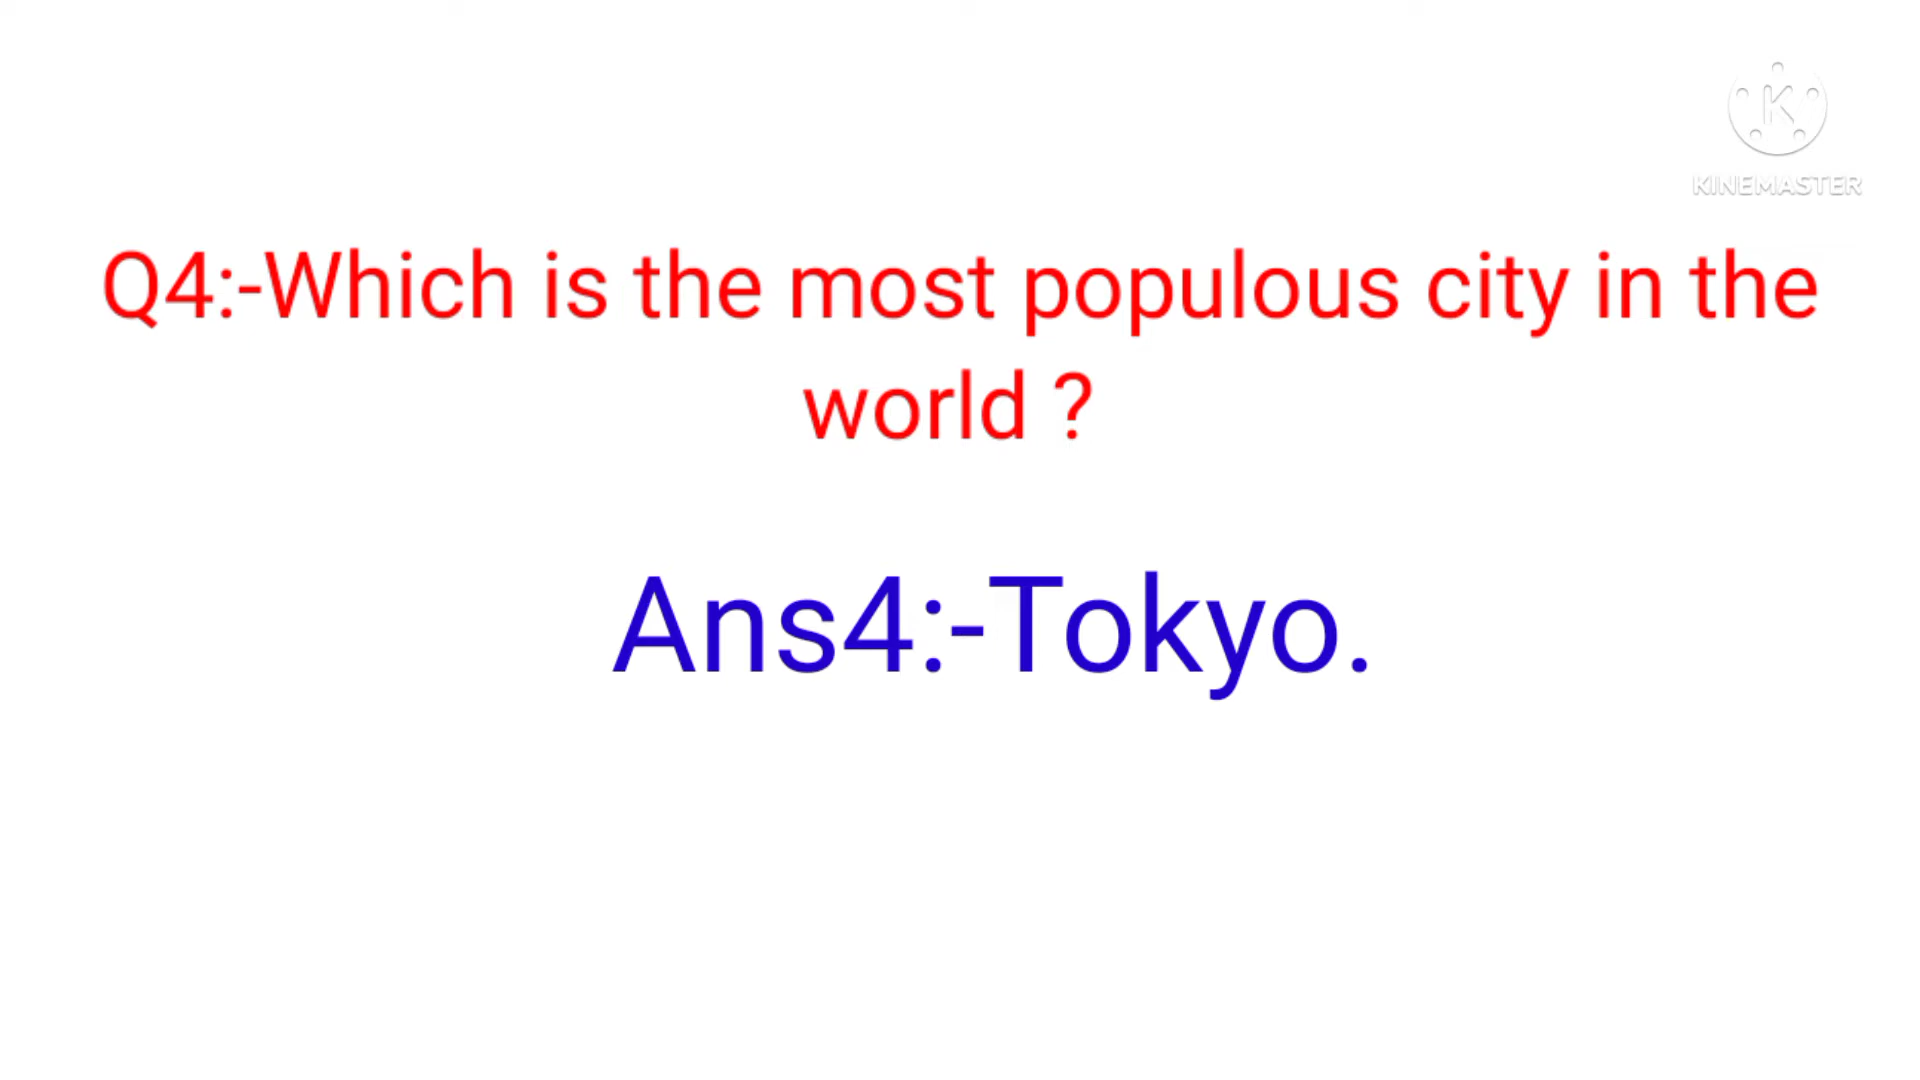 KINEMASTER
Q4:-Which is the most populous city in the
world ?
Ans4:-Tokyo.